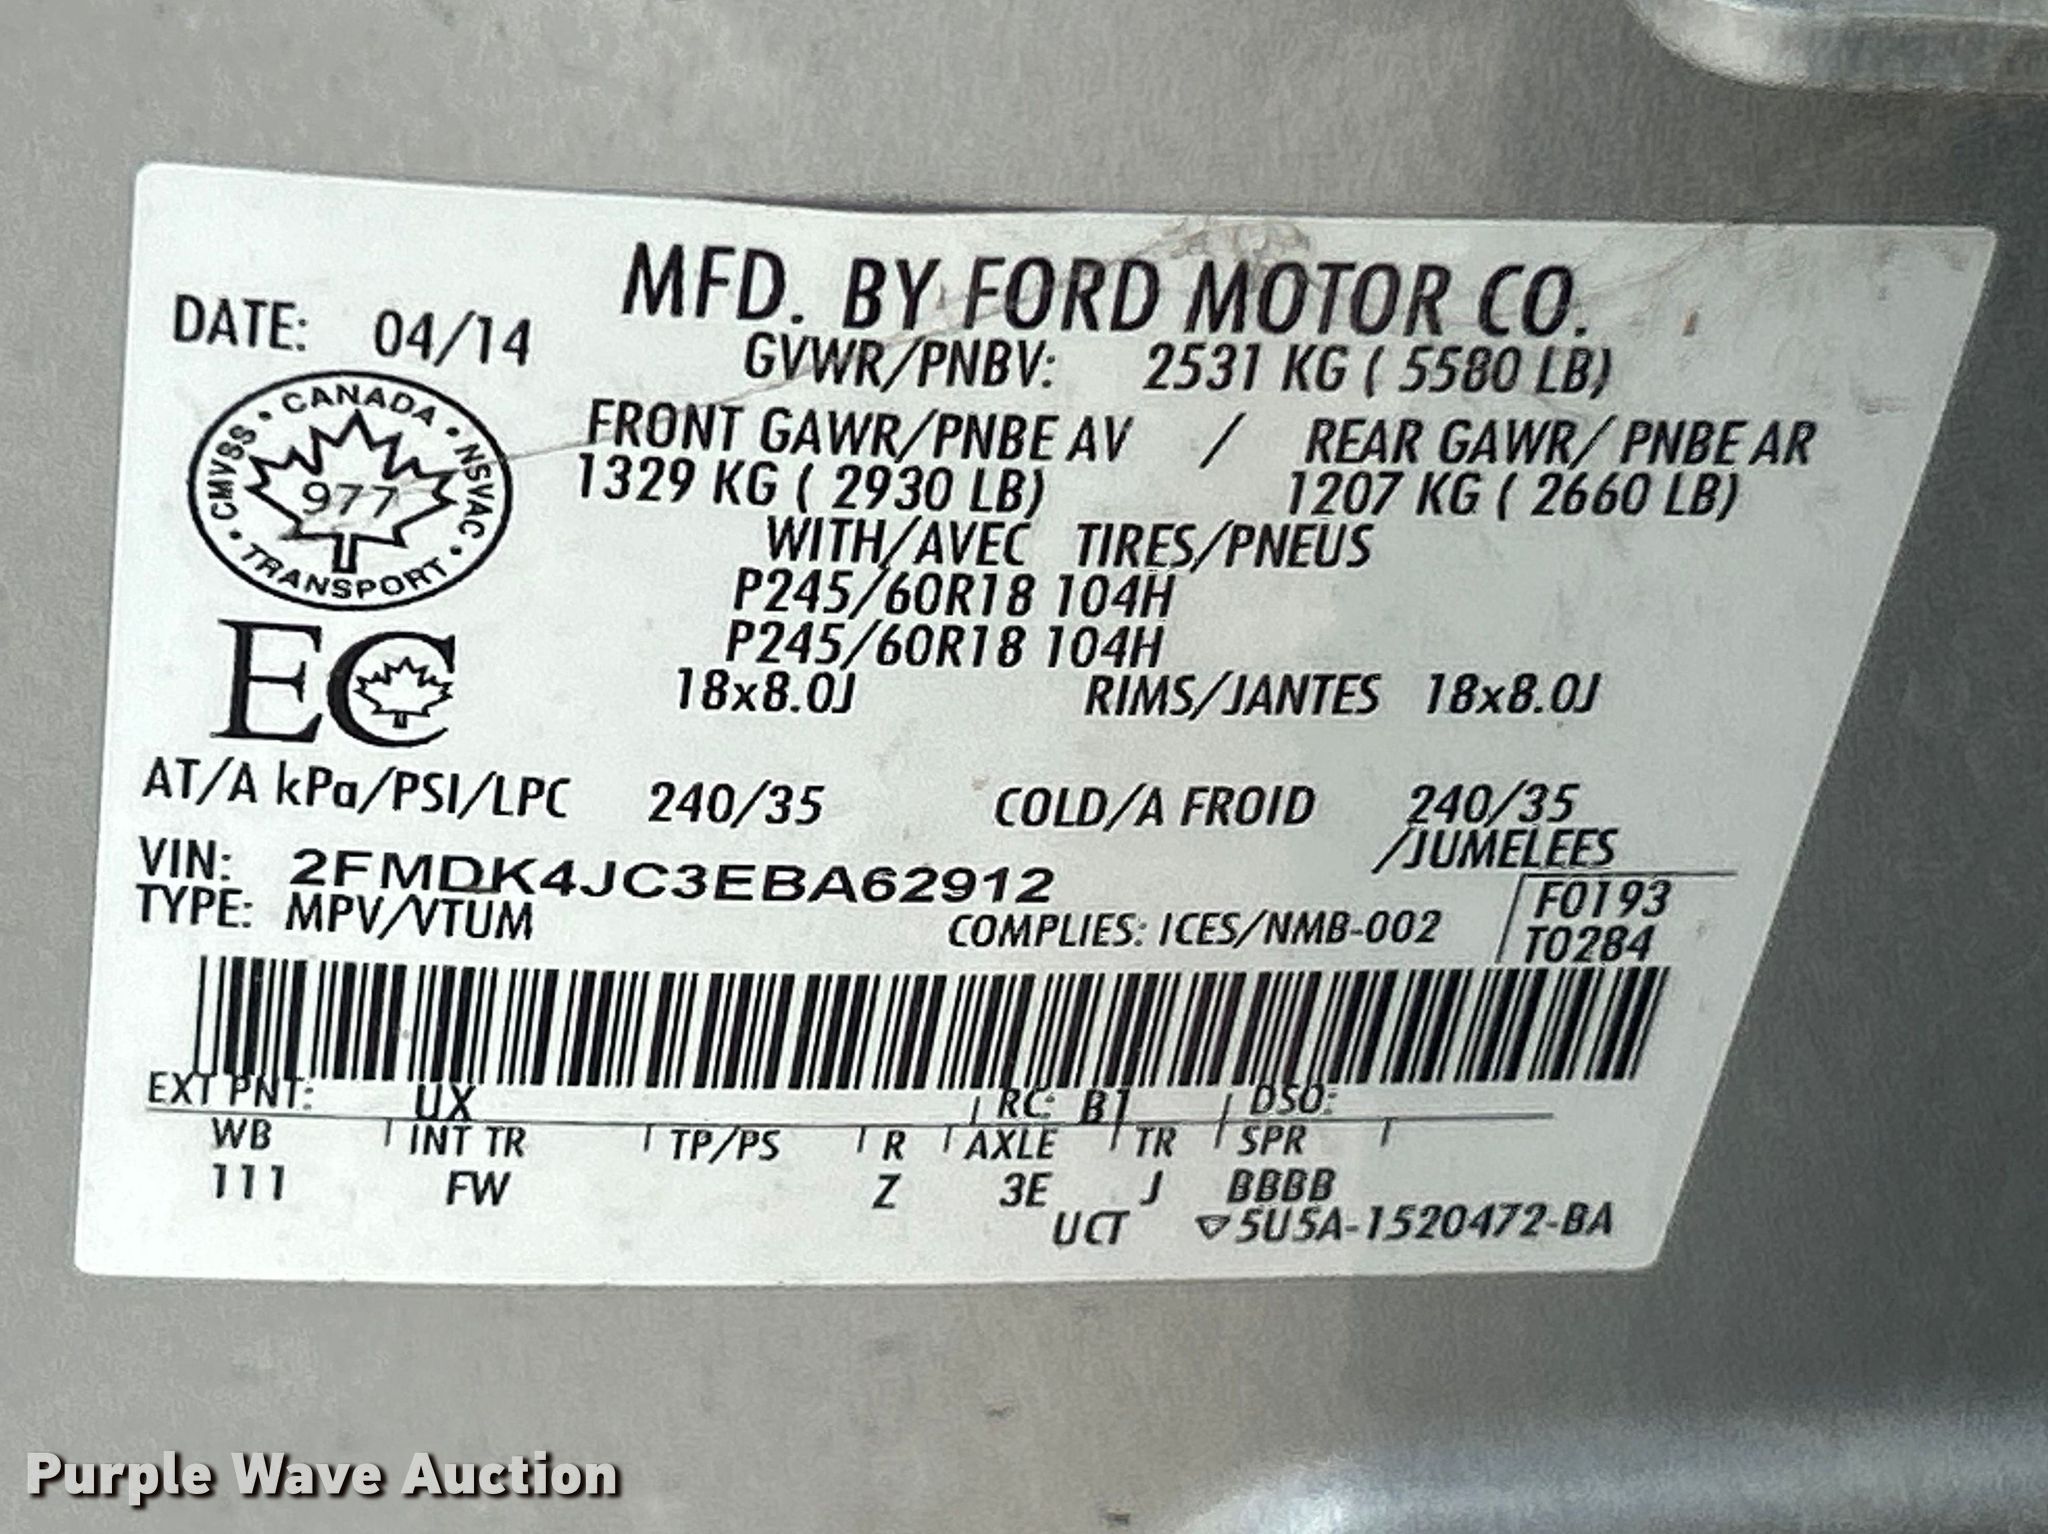 MFD. BY FORD MOTOR CO.
DATE: 04/14
GVWR/PNBV: 2531 KG ( 5580 LB)
FRONT GAWR/PNBE AV / REAR GAWR/ PNBE AR
1329 KG ( 2930 LB) 1207 KG ( 2660 LB)
WITH/AVEC TIRES/PNEUS
P245/60R18 104H
P245/60R18 104H
18x8.0J RIMS/JANTES 18x8.0J
CANADA • NSVAC • TRANSPORT • CMVSS •
977
EC
AT/A kPa/PSI/LPC 240/35 COLD/A FROID 240/35
/JUMELEES
VIN: 2FMDK4JC3EBA62912
F0193
TYPE: MPV/VTUM COMPLIES: ICES/NMB-002
T0284
EXT PNT: UX RC: B1 DSO:
WB INT TR TP/PS R AXLE TR SPR
111 FW Z 3E J BBBB
UCT 5U5A-1520472-BA
Purple Wave Auction